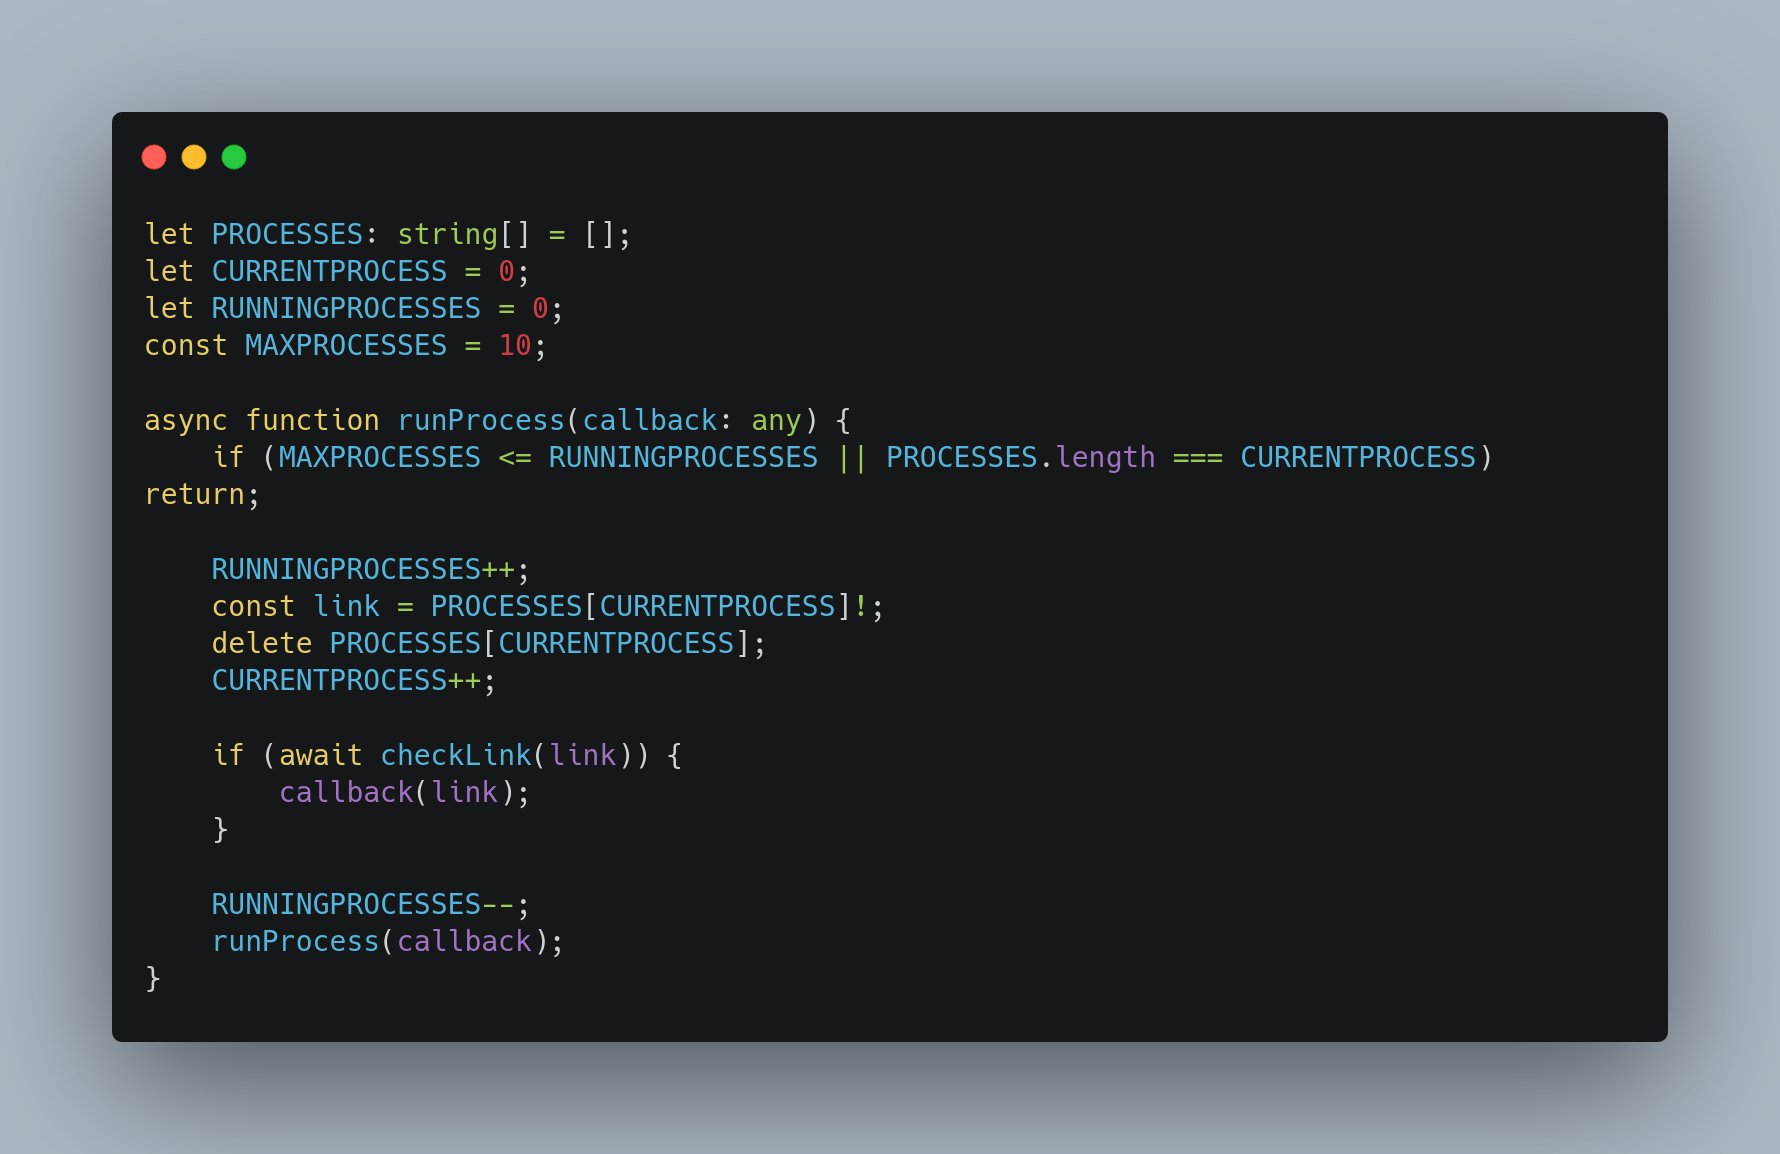 let PROCESSES: string[] = [];
let CURRENTPROCESS = 0;
let RUNNINGPROCESSES = 0;
const MAXPROCESSES = 10;

async function runProcess(callback: any) {
    if (MAXPROCESSES <= RUNNINGPROCESSES || PROCESSES.length === CURRENTPROCESS)
return;

    RUNNINGPROCESSES++;
    const link = PROCESSES[CURRENTPROCESS]!;
    delete PROCESSES[CURRENTPROCESS];
    CURRENTPROCESS++;

    if (await checkLink(link)) {
        callback(link);
    }

    RUNNINGPROCESSES--;
    runProcess(callback);
}